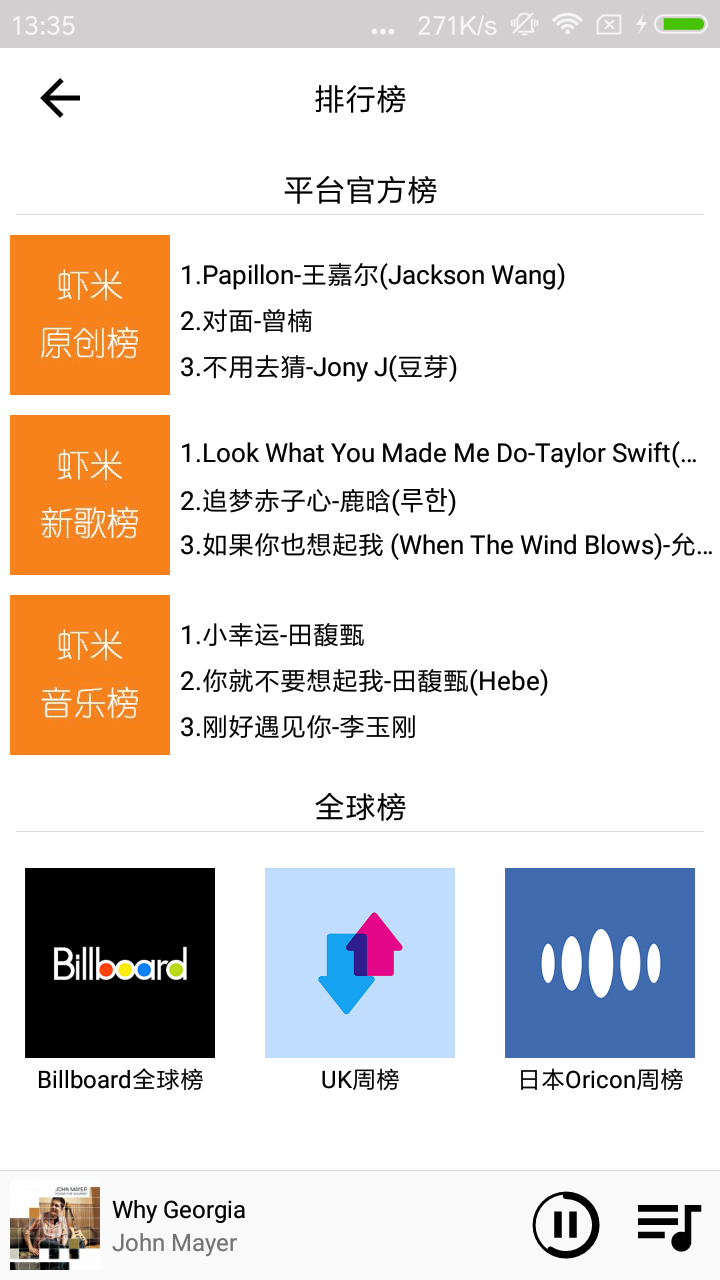 13:35
... 271K/s
排行榜
平台官方榜
虾米
原创榜
1.Papillon-王嘉尔(Jackson Wang)
2.对面-曾楠
3.不用去猜-Jony J(豆芽)
虾米
新歌榜
1.Look What You Made Me Do-Taylor Swift(...
2.追梦赤子心-鹿晗(루한)
3.如果你也想起我 (When The Wind Blows)-允...
虾米
音乐榜
1.小幸运-田馥甄
2.你就不要想起我-田馥甄(Hebe)
3.刚好遇见你-李玉刚
全球榜
Billboard
Billboard全球榜
UK周榜
日本Oricon周榜
JOHN MAYER
Why Georgia
John Mayer